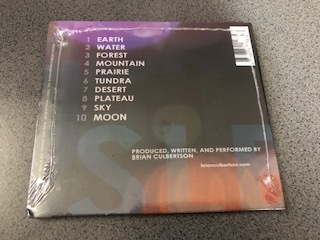 1 EARTH
2 WATER
3 FOREST
4 MOUNTAIN
5 PRAIRIE
6 TUNDRA
7 DESERT
8 PLATEAU
9 SKY
10 MOON
PRODUCED, WRITTEN, AND PERFORMED BY
BRIAN CULBERTSON
brianculbertson.com